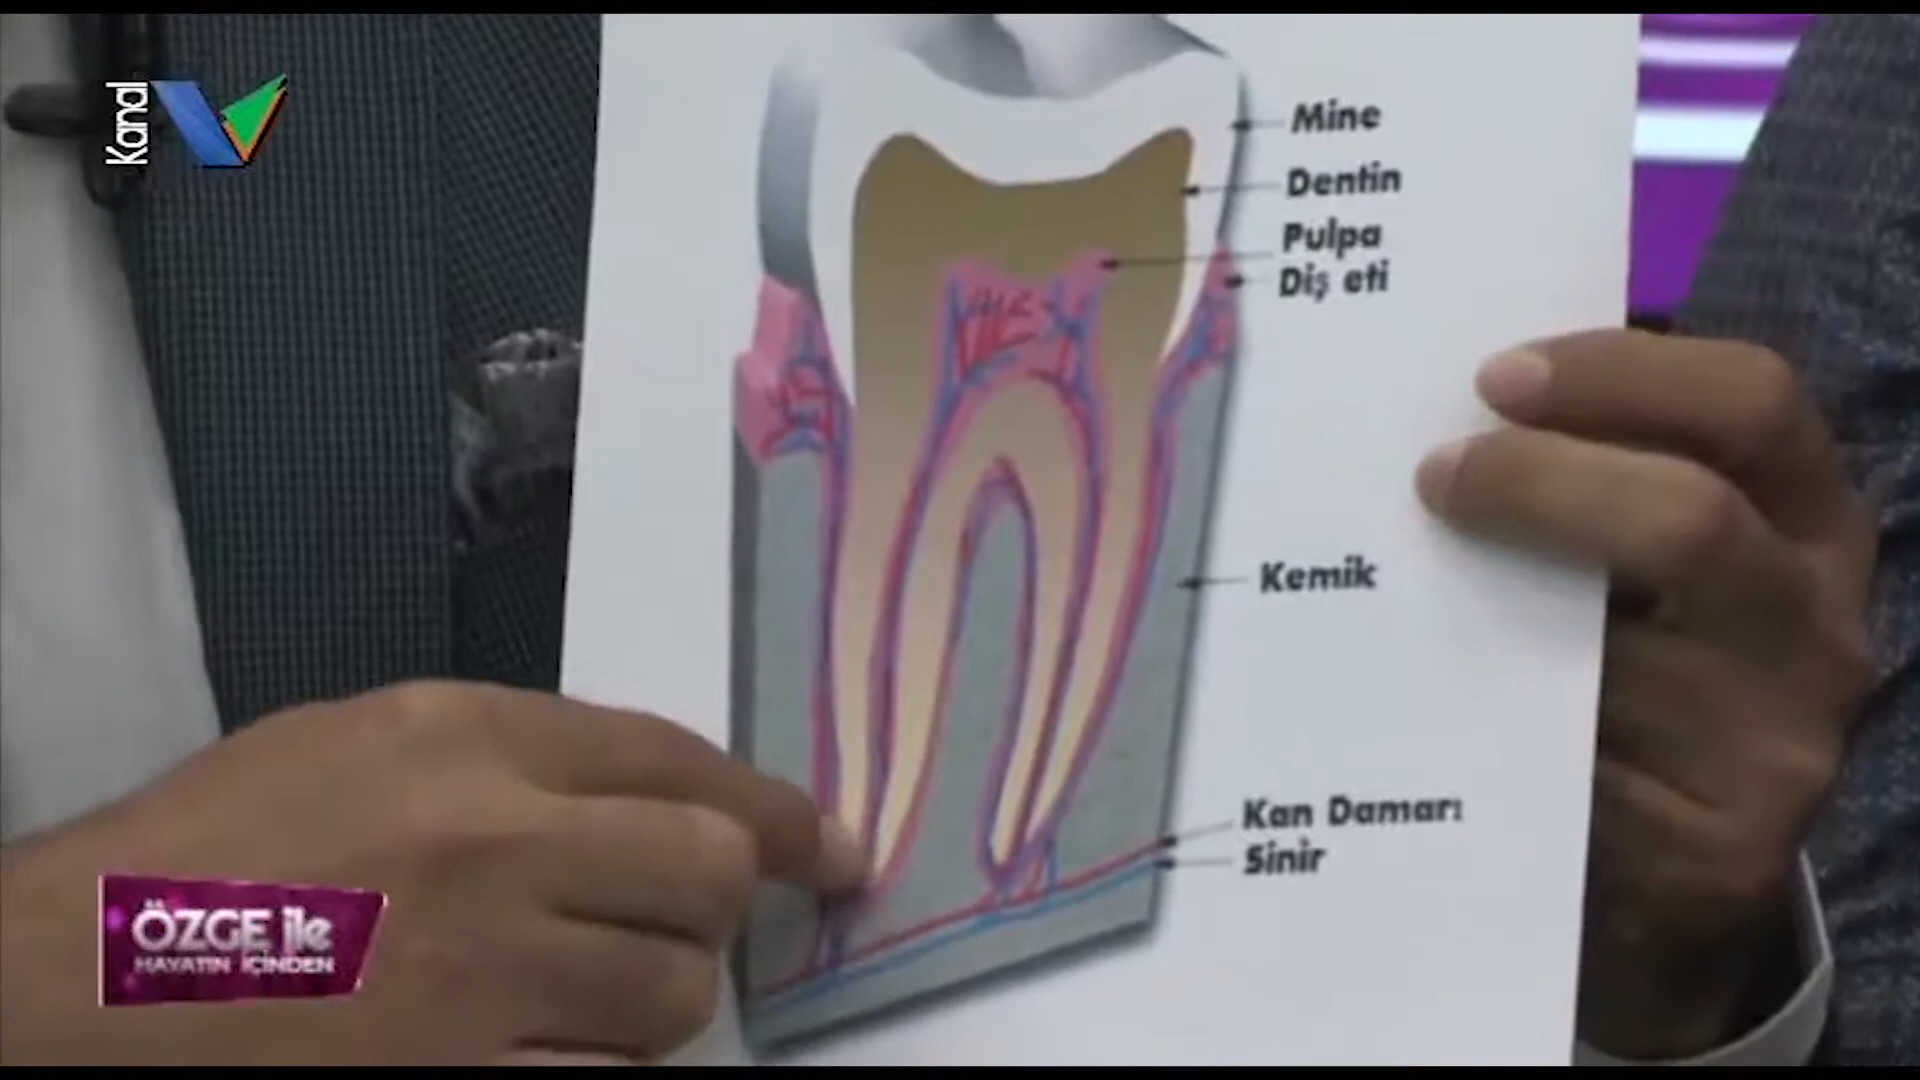 Kanal
Mine
Dentin
Pulpa
Diş eti
Kemik
Kan Damarı
Sinir
ÖZGE ile
HAYATIN İÇİNDEN